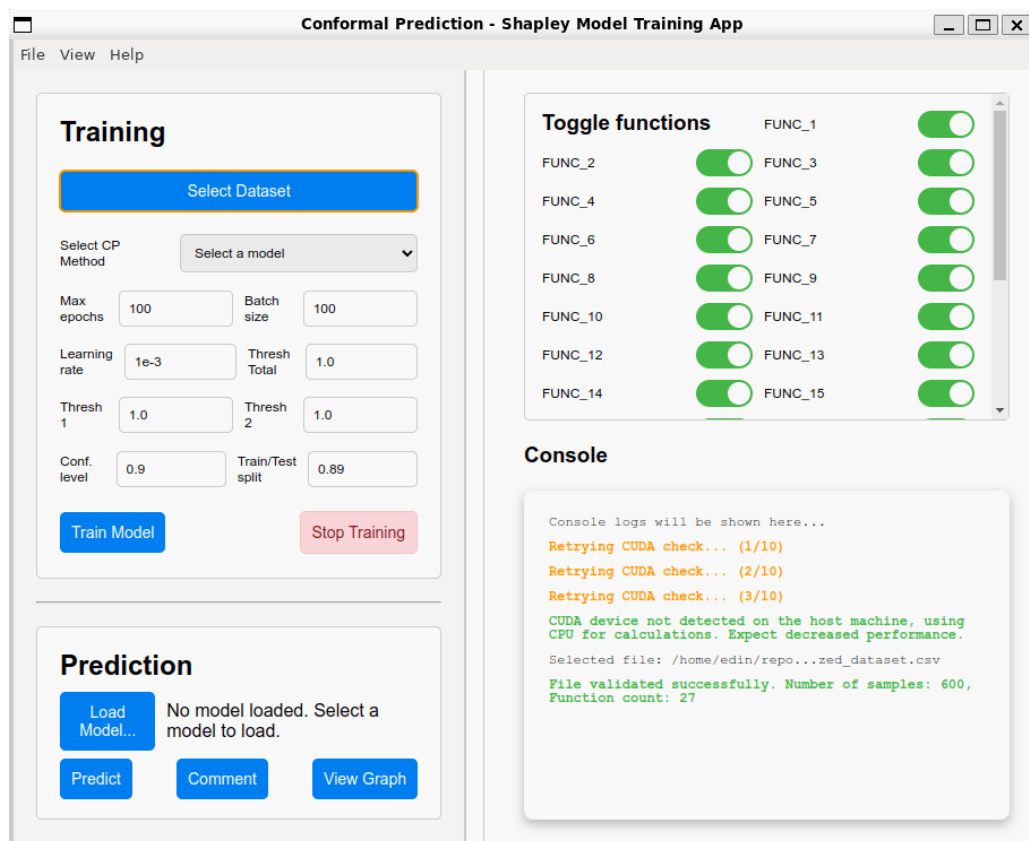 Conformal Prediction - Shapley Model Training App
File View Help
Training
Select Dataset
Select CP
Method
Select a model
Max
epochs
100
Batch
size
100
Learning
rate
1e-3
Thresh
Total
1.0
Thresh
1
1.0
Thresh
2
1.0
Conf.
level
0.9
Train/Test
split
0.89
Train Model
Stop Training
Prediction
Load
Model...
No model loaded. Select a
model to load.
Predict
Comment
View Graph
Toggle functions
FUNC_1
FUNC_2
FUNC_3
FUNC_4
FUNC_5
FUNC_6
FUNC_7
FUNC_8
FUNC_9
FUNC_10
FUNC_11
FUNC_12
FUNC_13
FUNC_14
FUNC_15
Console
Console logs will be shown here...
Retrying CUDA check... (1/10)
Retrying CUDA check... (2/10)
Retrying CUDA check... (3/10)
CUDA device not detected on the host machine, using
CPU for calculations. Expect decreased performance.
Selected file: /home/edin/repo...zed_dataset.csv
File validated successfully. Number of samples: 600,
Function count: 27